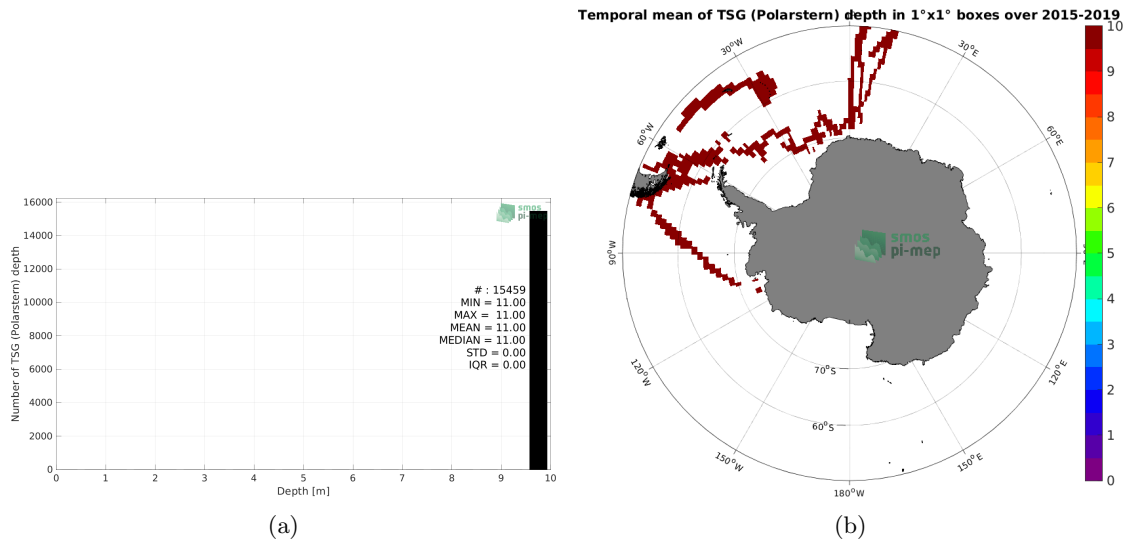 Temporal mean of TSG (Polarstern) depth in 1°x1° boxes over 2015-2019
16000
14000
12000
10000
8000
6000
4000
2000
0
Number of TSG (Polarstern) depth
smos
pi-mep
# : 15459
MIN = 11.00
MAX = 11.00
MEAN = 11.00
MEDIAN = 11.00
STD = 0.00
IQR = 0.00
0 1 2 3 4 5 6 7 8 9 10
Depth [m]
(a)
30°W
30°E
60°W
60°E
90°W
120°W
120°E
150°W
150°E
180°W
70°S
60°S
smos
pi-mep
10
9
8
7
6
5
4
3
2
1
0
(b)